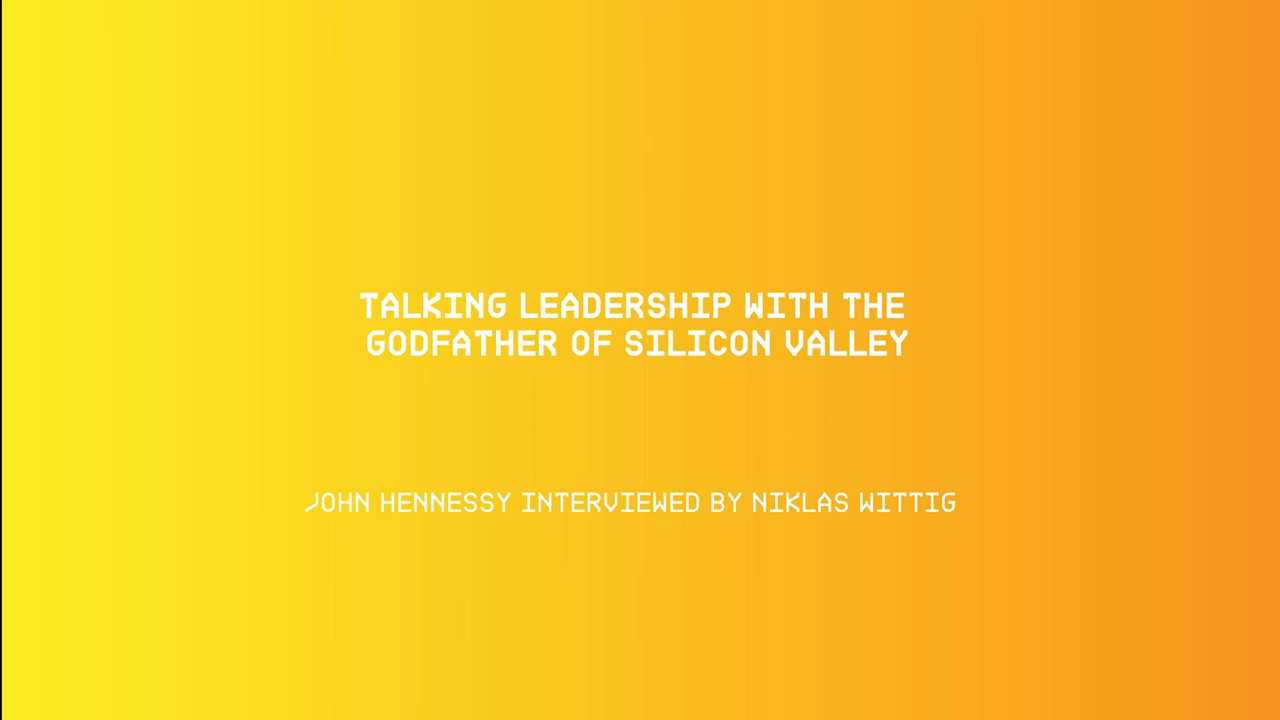 TALKING LEADERSHIP WITH THE
GODFATHER OF SILICON VALLEY
JOHN HENNESSY INTERVIEWED BY NIKLAS WITTIG